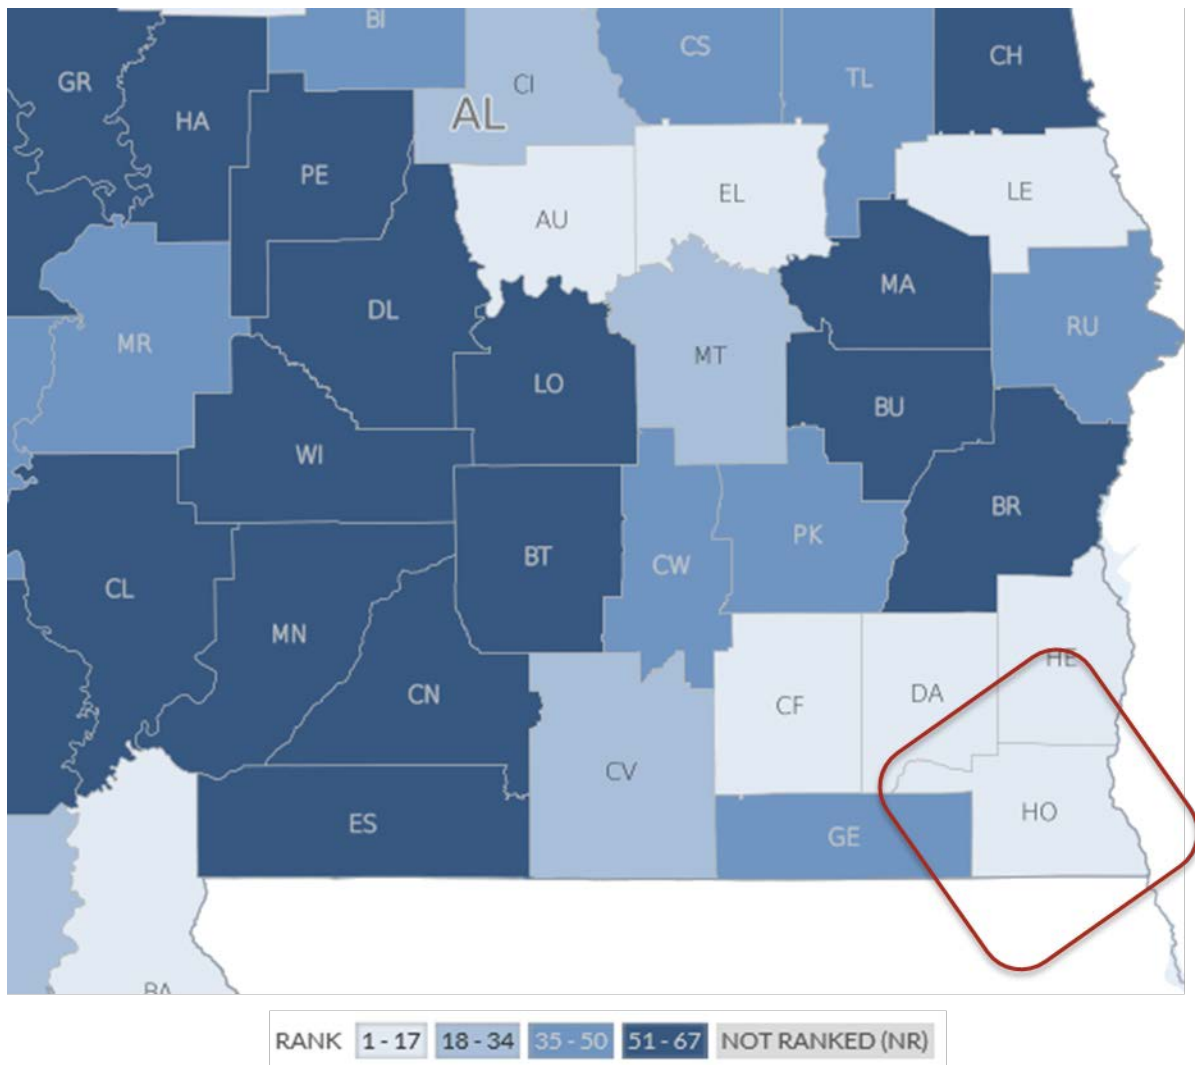 BI
CS
CH
GR
CI
TL
HA
AL
PE
LE
EL
AU
MA
DL
RU
MR
MT
LO
BU
WI
BR
PK
BT
CW
CL
MN
HE
CN
DA
CF
CV
HO
ES
GE
BA
RANK 1 - 17 18 - 34 35 - 50 51 - 67 NOT RANKED (NR)